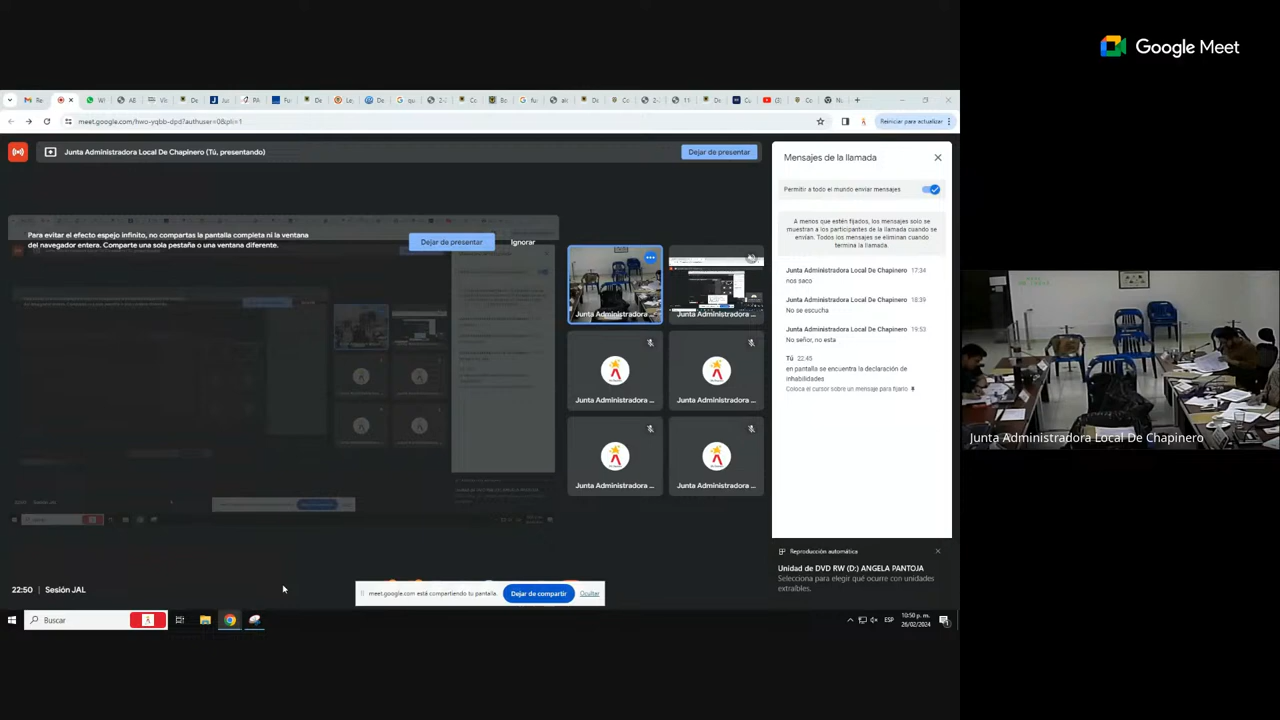 Google Meet
meet.google.com/hwo-yqbb-dpd?authuser=0&pli=1
Reiniciar para actualizar
Junta Administradora Local De Chapinero (Tú, presentando)
Dejar de presentar
Mensajes de la llamada
Permitir a todo el mundo enviar mensajes
A menos que estén fijados, los mensajes solo se
muestran a los participantes de la llamada cuando se
envían. Todos los mensajes se eliminan cuando
termina la llamada.
Para evitar el efecto espejo infinito, no compartas la pantalla completa ni la ventana
del navegador entera. Comparte una sola pestaña o una ventana diferente.
Dejar de presentar
Ignorar
Junta Administradora ...
Junta Administradora ...
Junta Administradora ...
Junta Administradora ...
Junta Administradora ...
Junta Administradora ...
Junta Administradora Local De Chapinero 17:34
nos saco
Junta Administradora Local De Chapinero 18:39
No se escucha
Junta Administradora Local De Chapinero 19:53
No señor, no esta
Tú 22:45
en pantalla se encuentra la declaración de
inhabilidades
Coloca el cursor sobre un mensaje para fijarlo
Junta Administradora Local De Chapinero
Reproducción automática
Unidad de DVD RW (D:) ANGELA PANTOJA
Selecciona para elegir qué ocurre con unidades
extraíbles.
22:50 | Sesión JAL
meet.google.com está compartiendo tu pantalla.
Dejar de compartir
Ocultar
Buscar
ESP
10:50 p. m.
26/02/2024